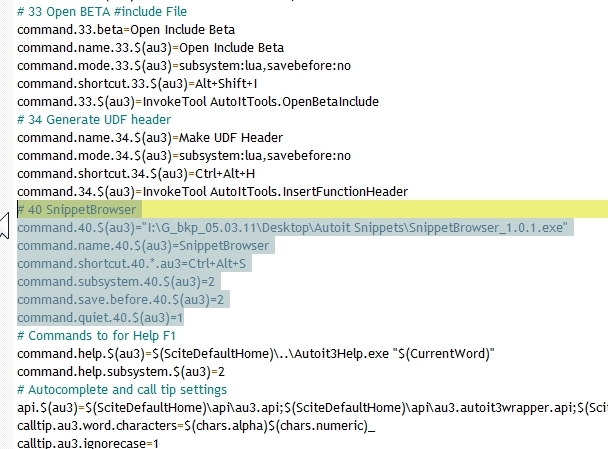 # 33 Open BETA #include File
command.33.beta=Open Include Beta
command.name.33.$(au3)=Open Include Beta
command.mode.33.$(au3)=subsystem:lua,savebefore:no
command.shortcut.33.$(au3)=Alt+Shift+I
command.33.$(au3)=InvokeTool AutoItTools.OpenBetaInclude
# 34 Generate UDF header
command.name.34.$(au3)=Make UDF Header
command.mode.34.$(au3)=subsystem:lua,savebefore:no
command.shortcut.34.$(au3)=Ctrl+Alt+H
command.34.$(au3)=InvokeTool AutoItTools.InsertFunctionHeader
# 40 SnippetBrowser
command.40.$(au3)="I:\G_bkp_05.03.11\Desktop\Autoit Snippets\SnippetBrowser_1.0.1.exe"
command.name.40.$(au3)=SnippetBrowser
command.shortcut.40.*.au3=Ctrl+Alt+S
command.subsystem.40.$(au3)=2
command.save.before.40.$(au3)=2
command.quiet.40.$(au3)=1
# Commands to for Help F1
command.help.$(au3)=$(SciteDefaultHome)\..\Autoit3Help.exe "$(CurrentWord)"
command.help.subsystem.$(au3)=2
# Autocomplete and call tip settings
api.$(au3)=$(SciteDefaultHome)\api\au3.api;$(SciteDefaultHome)\api\au3.autoit3wrapper.api;$(Sci
calltip.au3.word.characters=$(chars.alpha)$(chars.numeric)_
calltip.au3.ignorecase=1